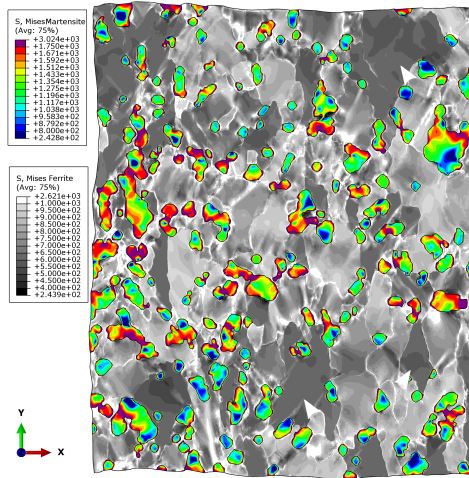 S, MisesMartensite
(Avg: 75%)
+3.024e+03
+1.750e+03
+1.671e+03
+1.592e+03
+1.512e+03
+1.433e+03
+1.354e+03
+1.275e+03
+1.196e+03
+1.117e+03
+1.038e+03
+9.583e+02
+8.792e+02
+8.000e+02
+2.428e+02
S, Mises Ferrite
(Avg: 75%)
+2.621e+03
+1.000e+03
+9.500e+02
+9.000e+02
+8.500e+02
+8.000e+02
+7.500e+02
+7.000e+02
+6.500e+02
+6.000e+02
+5.500e+02
+5.000e+02
+4.500e+02
+4.000e+02
+2.439e+02
Y
X